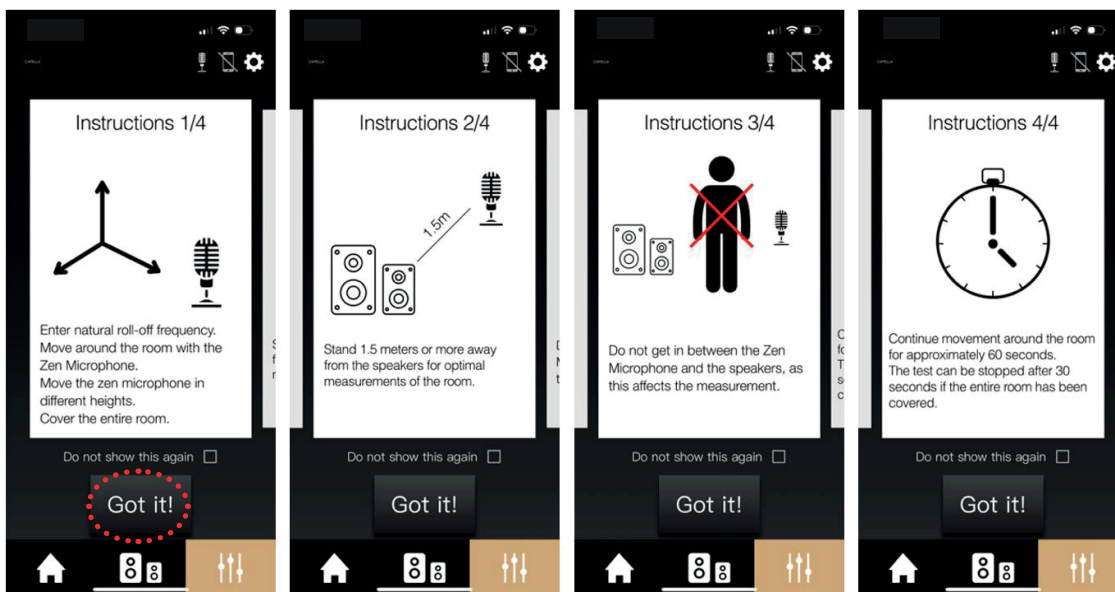 CAPELLA
Instructions 1/4
Enter natural roll-off frequency.
Move around the room with the
Zen Microphone.
Move the zen microphone in
different heights.
Cover the entire room.
Do not show this again
Got it!
Instructions 2/4
1.5m
Stand 1.5 meters or more away
from the speakers for optimal
measurements of the room.
Do not show this again
Got it!
Instructions 3/4
Do not get in between the Zen
Microphone and the speakers, as
this affects the measurement.
Do not show this again
Got it!
Instructions 4/4
Continue movement around the room
for approximately 60 seconds.
The test can be stopped after 30
seconds if the entire room has been
covered.
Do not show this again
Got it!